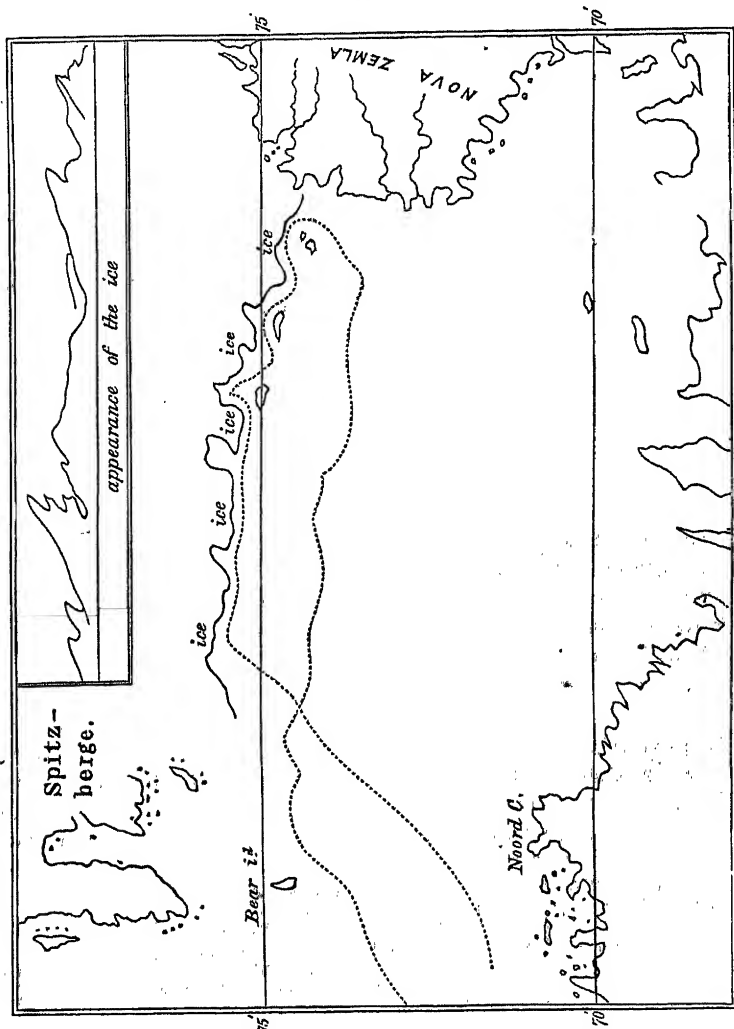 appearance of the ice
Spitz-
berge.
ice
ice
ice
ice
ice
Bear i.d
75'
75'
NOVA
ZEMLA
Noord C.
70'
70'